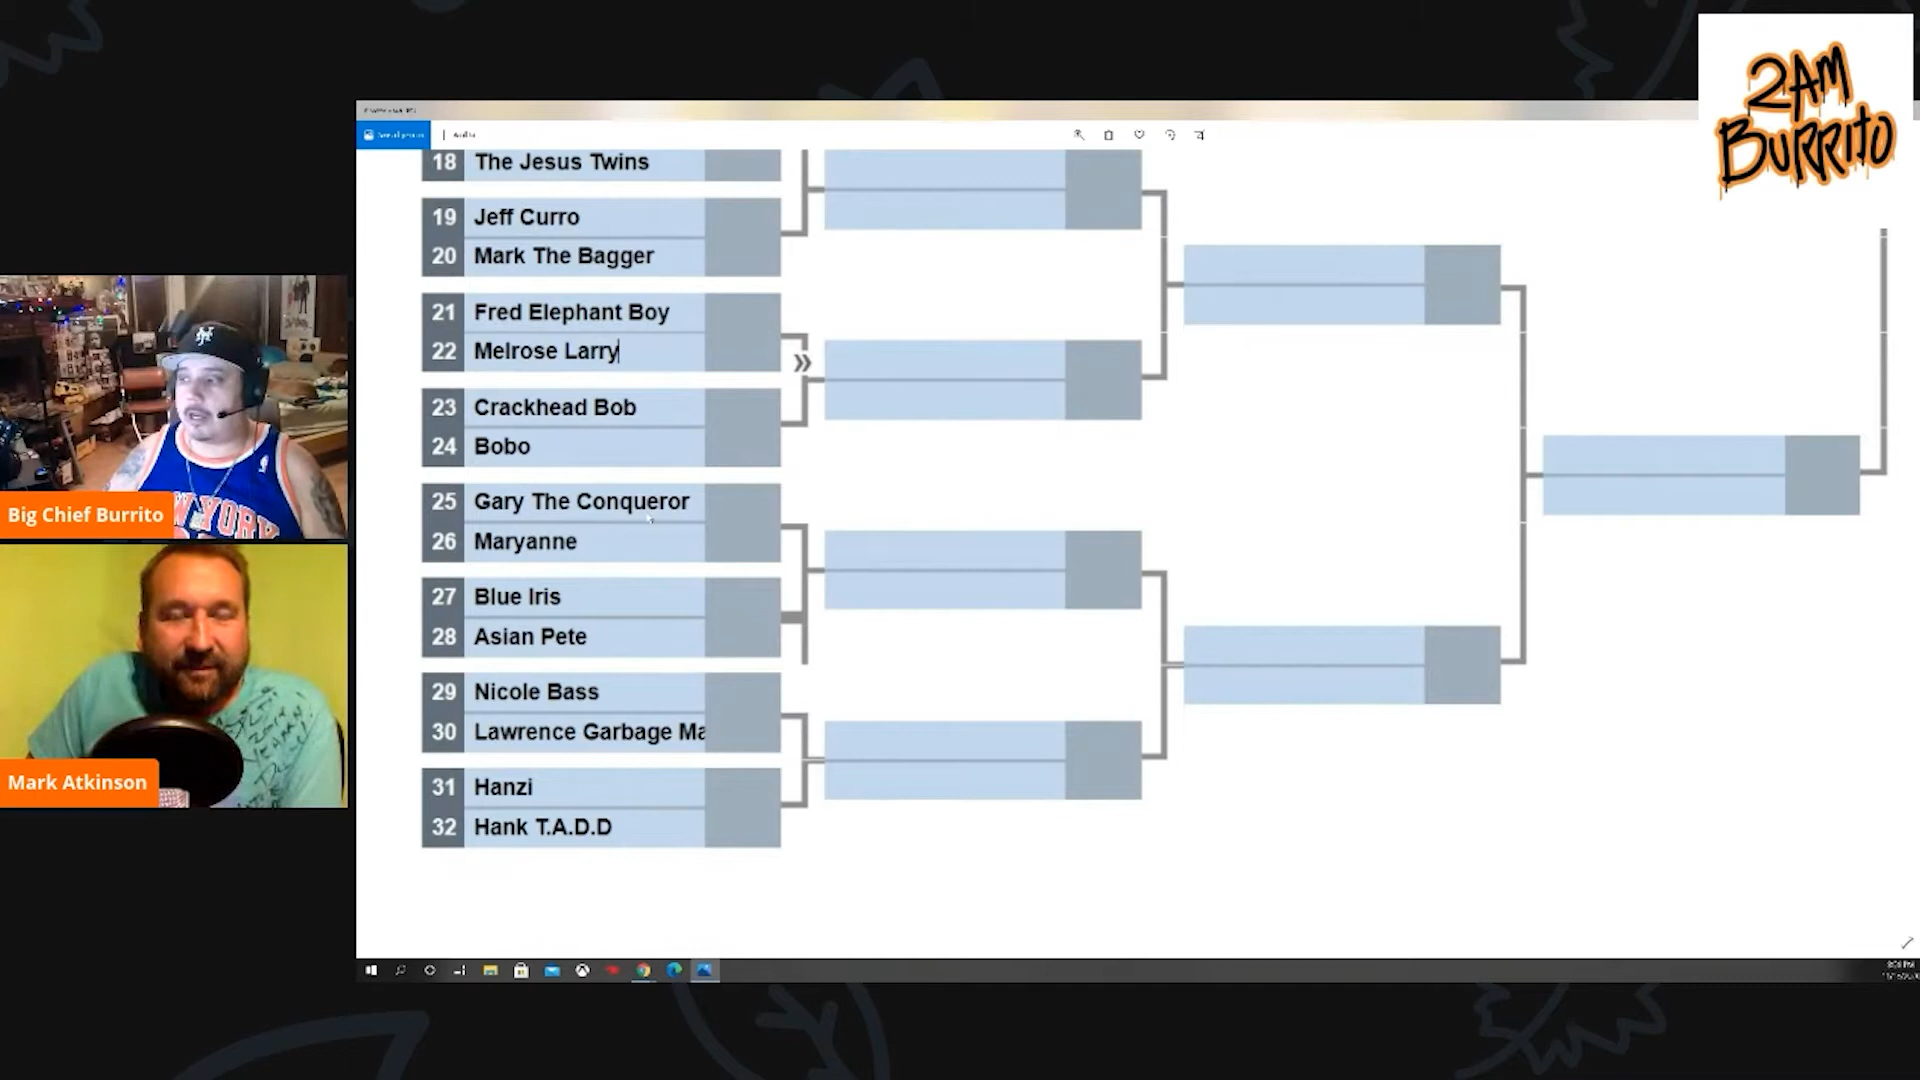 2AM
BURRITO
18 The Jesus Twins
19 Jeff Curro
20 Mark The Bagger
21 Fred Elephant Boy
22 Melrose Larry
23 Crackhead Bob
24 Bobo
25 Gary The Conqueror
26 Maryanne
27 Blue Iris
28 Asian Pete
29 Nicole Bass
30 Lawrence Garbage Ma
31 Hanzi
32 Hank T.A.D.D
NEW YORK
Big Chief Burrito
Mark Atkinson